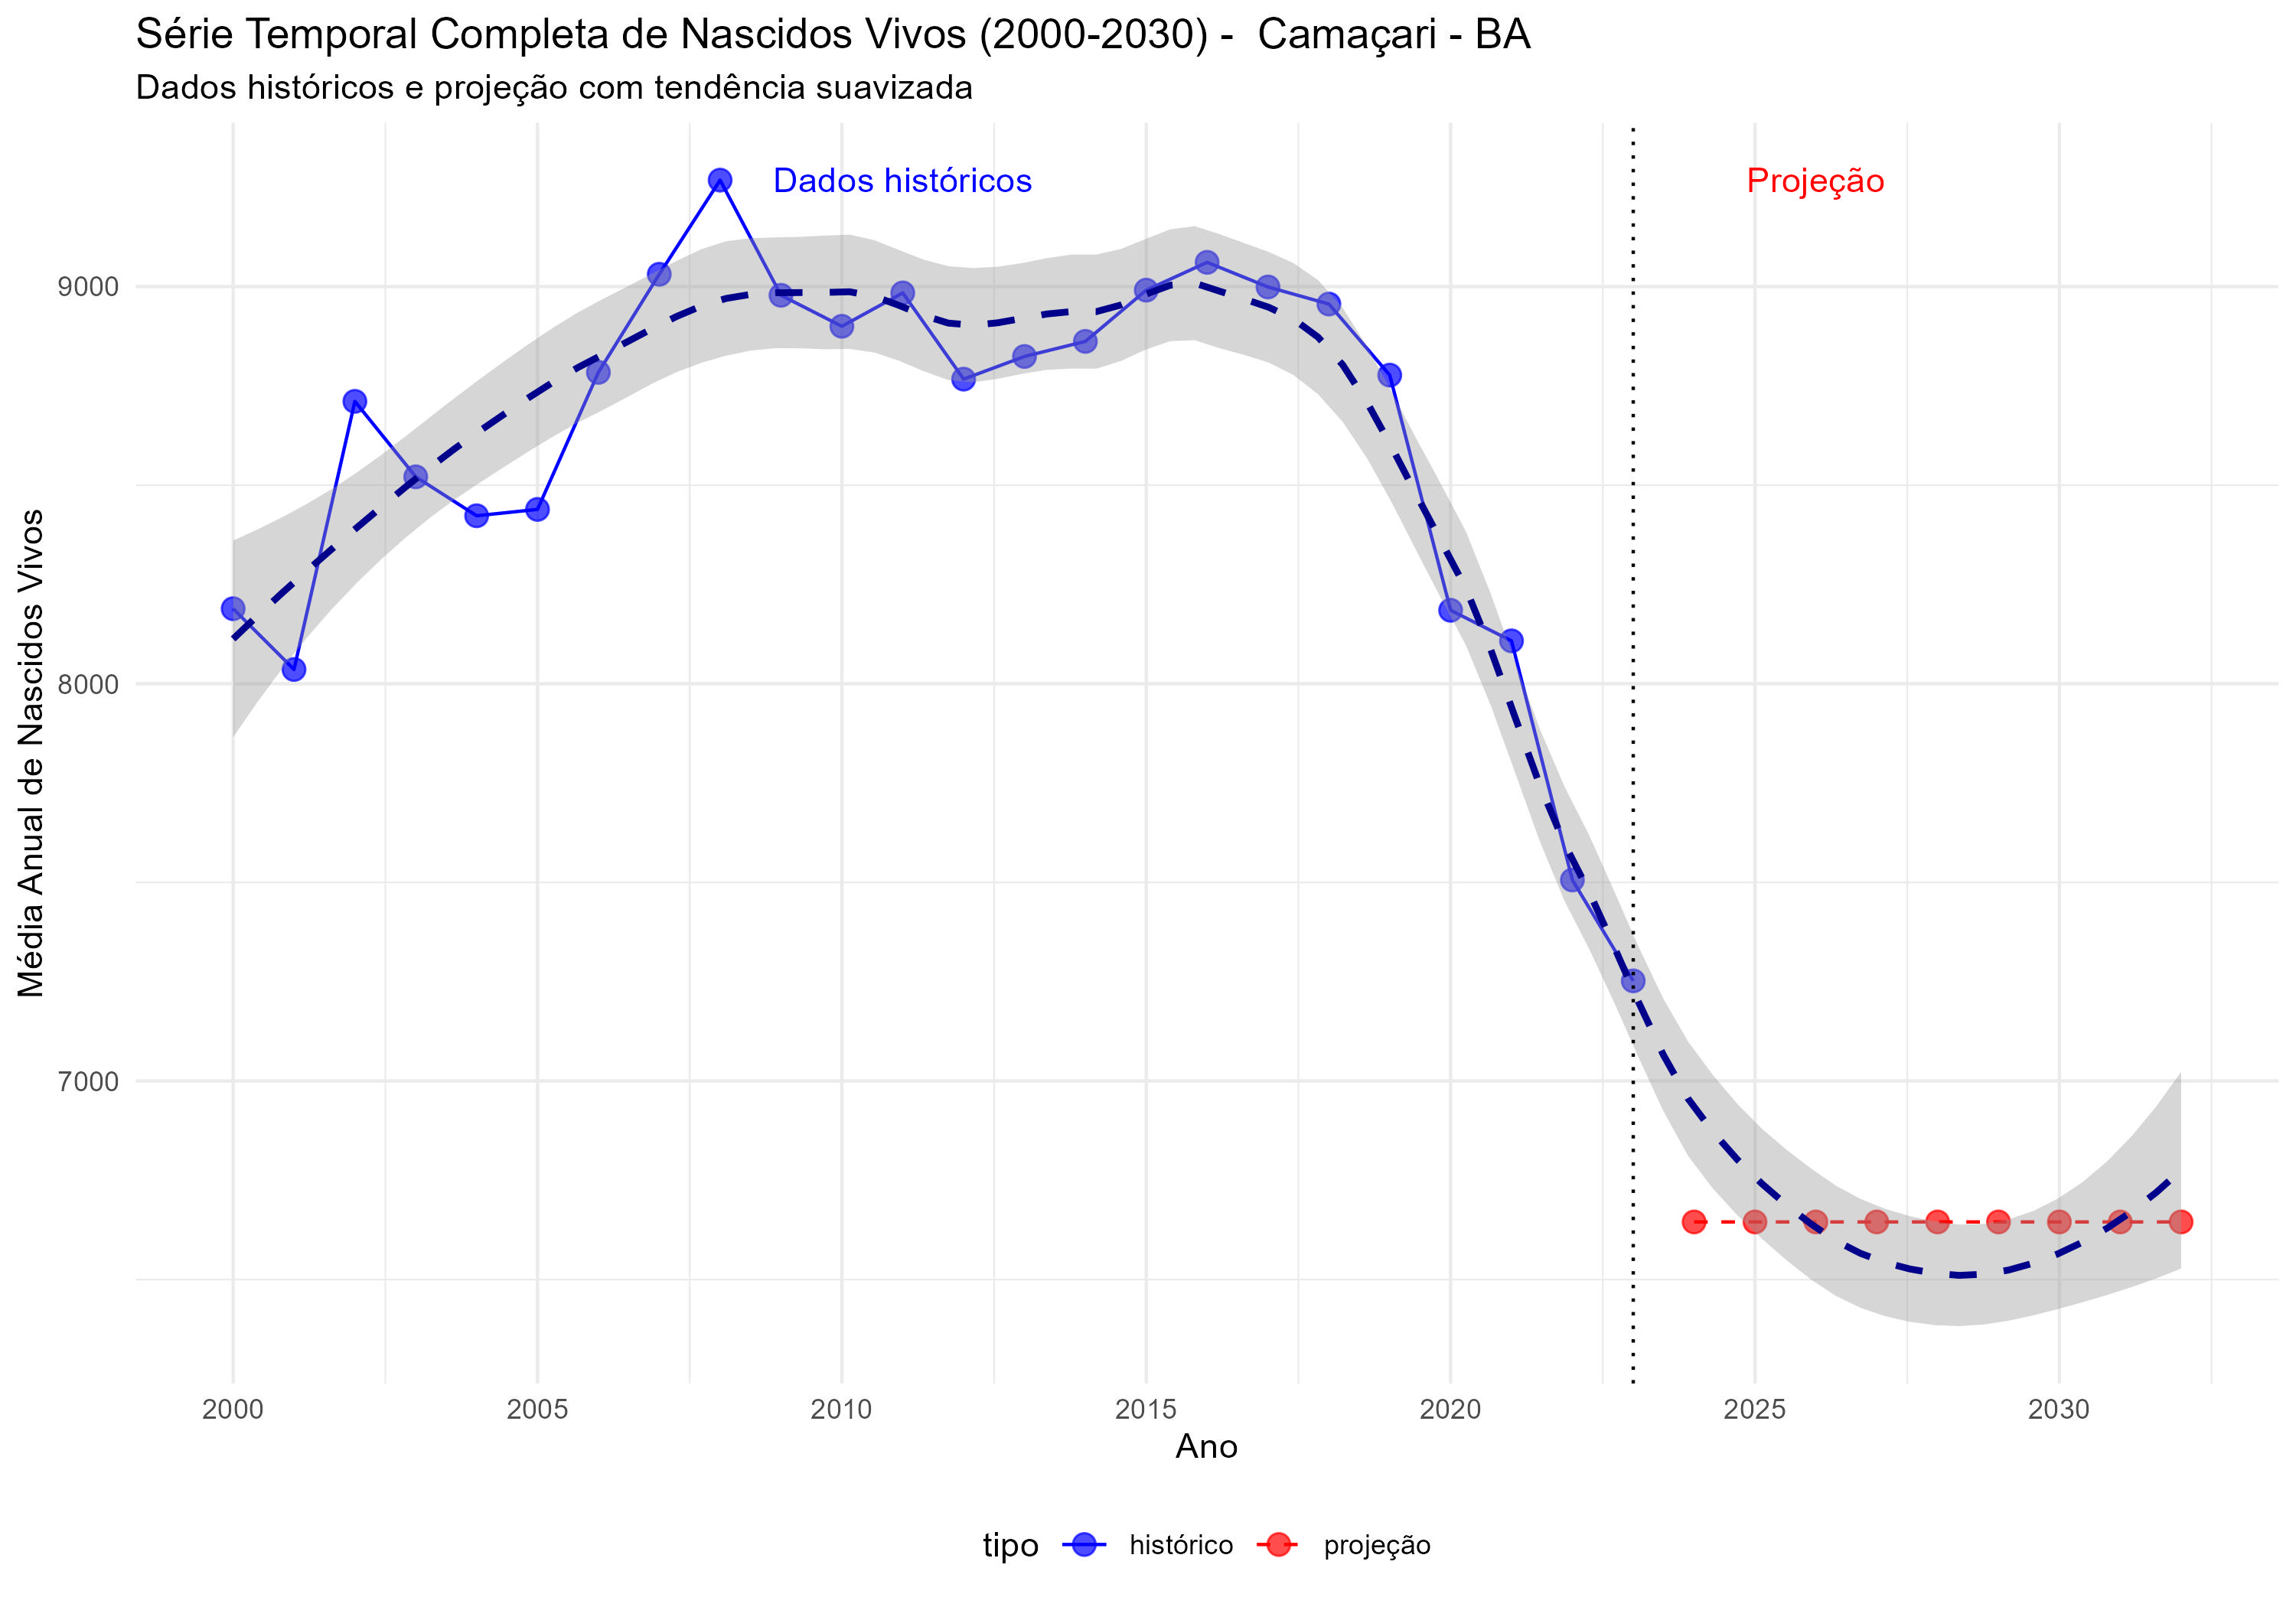 Série Temporal Completa de Nascidos Vivos (2000-2030) -  Camaçari - BA
Dados históricos e projeção com tendência suavizada
Dados históricos
Projeção
Média Anual de Nascidos Vivos
9000
8000
7000
2000
2005
2010
2015
2020
2025
2030
Ano
tipo
histórico
projeção